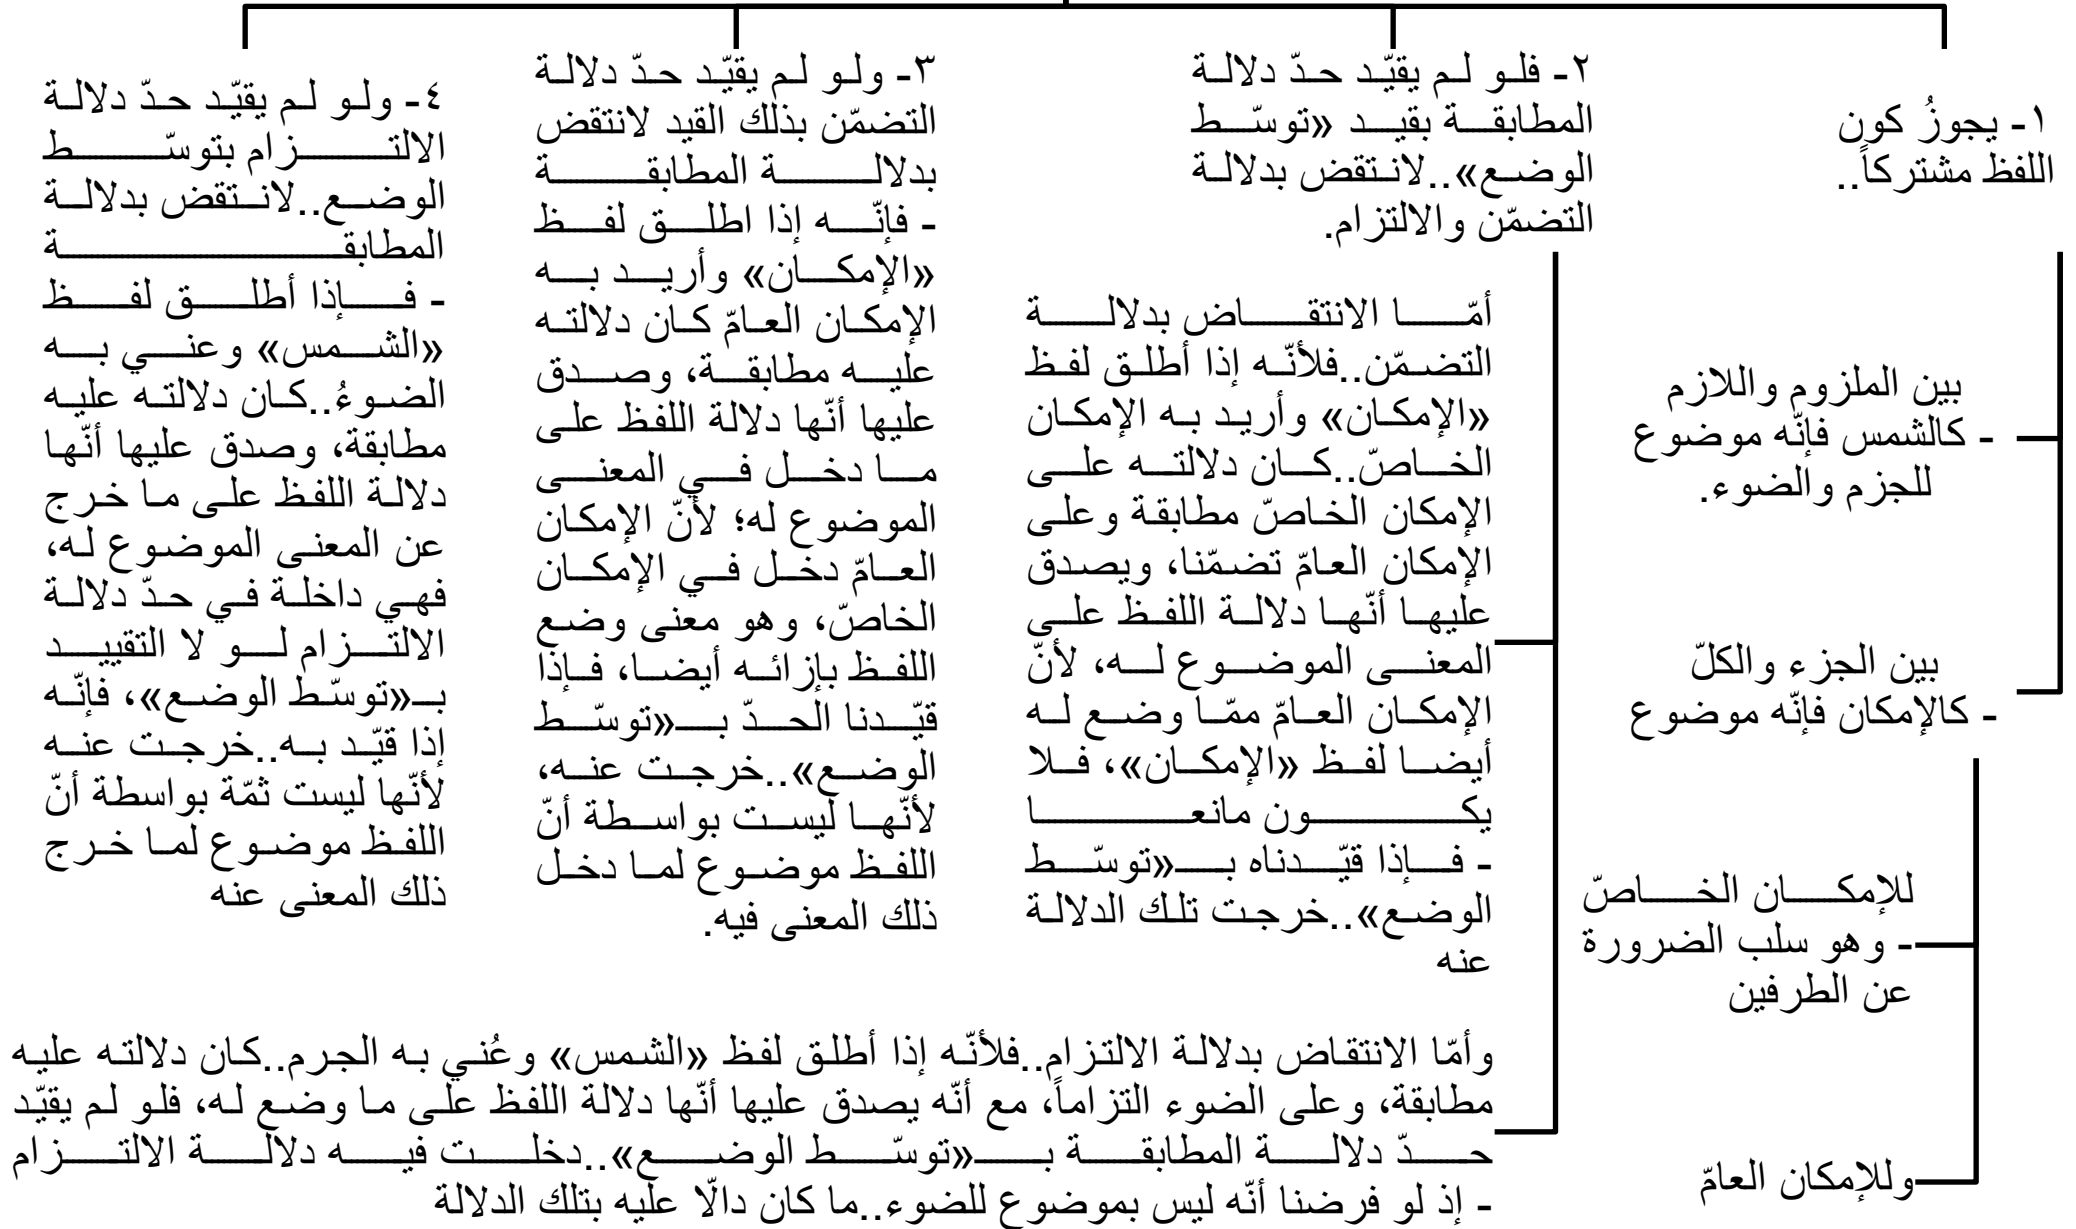 ١- يجوزُ كون
اللفظ مشتركاً..
بين الملزوم واللازم
- كالشمس فإنّه موضوع
للجزم والضوء.
بين الجزء والكلّ
- كالإمكان فإنّه موضوع
للإمكان الخاصّ
- وهو سلب الضرورة
عن الطرفين
وللإمكان العامّ
٢- فلو لم يقيّد حدّ دلالة
المطابقة بقيد «توسّط
الوضع»..لانتقض بدلالة
التضمّن والالتزام.
أمّا الانتقاض بدلالة
التضمّن..فلأنّه إذا أطلق لفظ
«الإمكان» وأريد به الإمكان
الخاصّ..كان دلالته على
الإمكان الخاصّ مطابقة وعلى
الإمكان العامّ تضمّنا، ويصدق
عليها أنّها دلالة اللفظ على
المعنى الموضوع له، لأنّ
الإمكان العامّ ممّا وضع له
أيضا لفظ «الإمكان»، فلا
يكون مانعا
- فإذا قيّدناه بـ«توسّط
الوضع»..خرجت تلك الدلالة
عنه
وأمّا الانتقاض بدلالة الالتزام..فلأنّه إذا أطلق لفظ «الشمس» وعُني به الجرم..كان دلالته عليه
مطابقة، وعلى الضوء التزاماً، مع أنّه يصدق عليها أنّها دلالة اللفظ على ما وضع له، فلو لم يقيّد
حدّ دلالة المطابقة بـ«توسّط الوضع»..دخلت فيه دلالة الالتزام
- إذ لو فرضنا أنّه ليس بموضوع للضوء..ما كان دالّا عليه بتلك الدلالة
٣- ولو لم يقيّد حدّ دلالة
التضمّن بذلك القيد لانتقض
بدلالة المطابقة
- فإنّه إذا اطلق لفظ
«الإمكان» وأريد به
الإمكان العامّ كان دلالته
عليه مطابقة، وصدق
عليها أنّها دلالة اللفظ على
ما دخل في المعنى
الموضوع له؛ لأنّ الإمكان
العامّ دخل في الإمكان
الخاصّ، وهو معنى وضع
اللفظ بإزائه أيضا، فإذا
قيّدنا الحدّ بـ«توسّط
الوضع»..خرجت عنه،
لأنّها ليست بواسطة أنّ
اللفظ موضوع لما دخل
ذلك المعنى فيه.
٤- ولو لم يقيّد حدّ دلالة
الالتزام بتوسّط
الوضع..لانتقض بدلالة
المطابقة
- فإذا أطلق لفظ
«الشمس» وعني به
الضوءُ..كان دلالته عليه
مطابقة، وصدق عليها أنّها
دلالة اللفظ على ما خرج
عن المعنى الموضوع له،
فهي داخلة في حدّ دلالة
الالتزام لو لا التقييد
بـ«توسّط الوضع»، فإنّه
إذا قيّد به..خرجت عنه
لأنّها ليست ثمّة بواسطة أنّ
اللفظ موضوع لما خرج
ذلك المعنى عنه